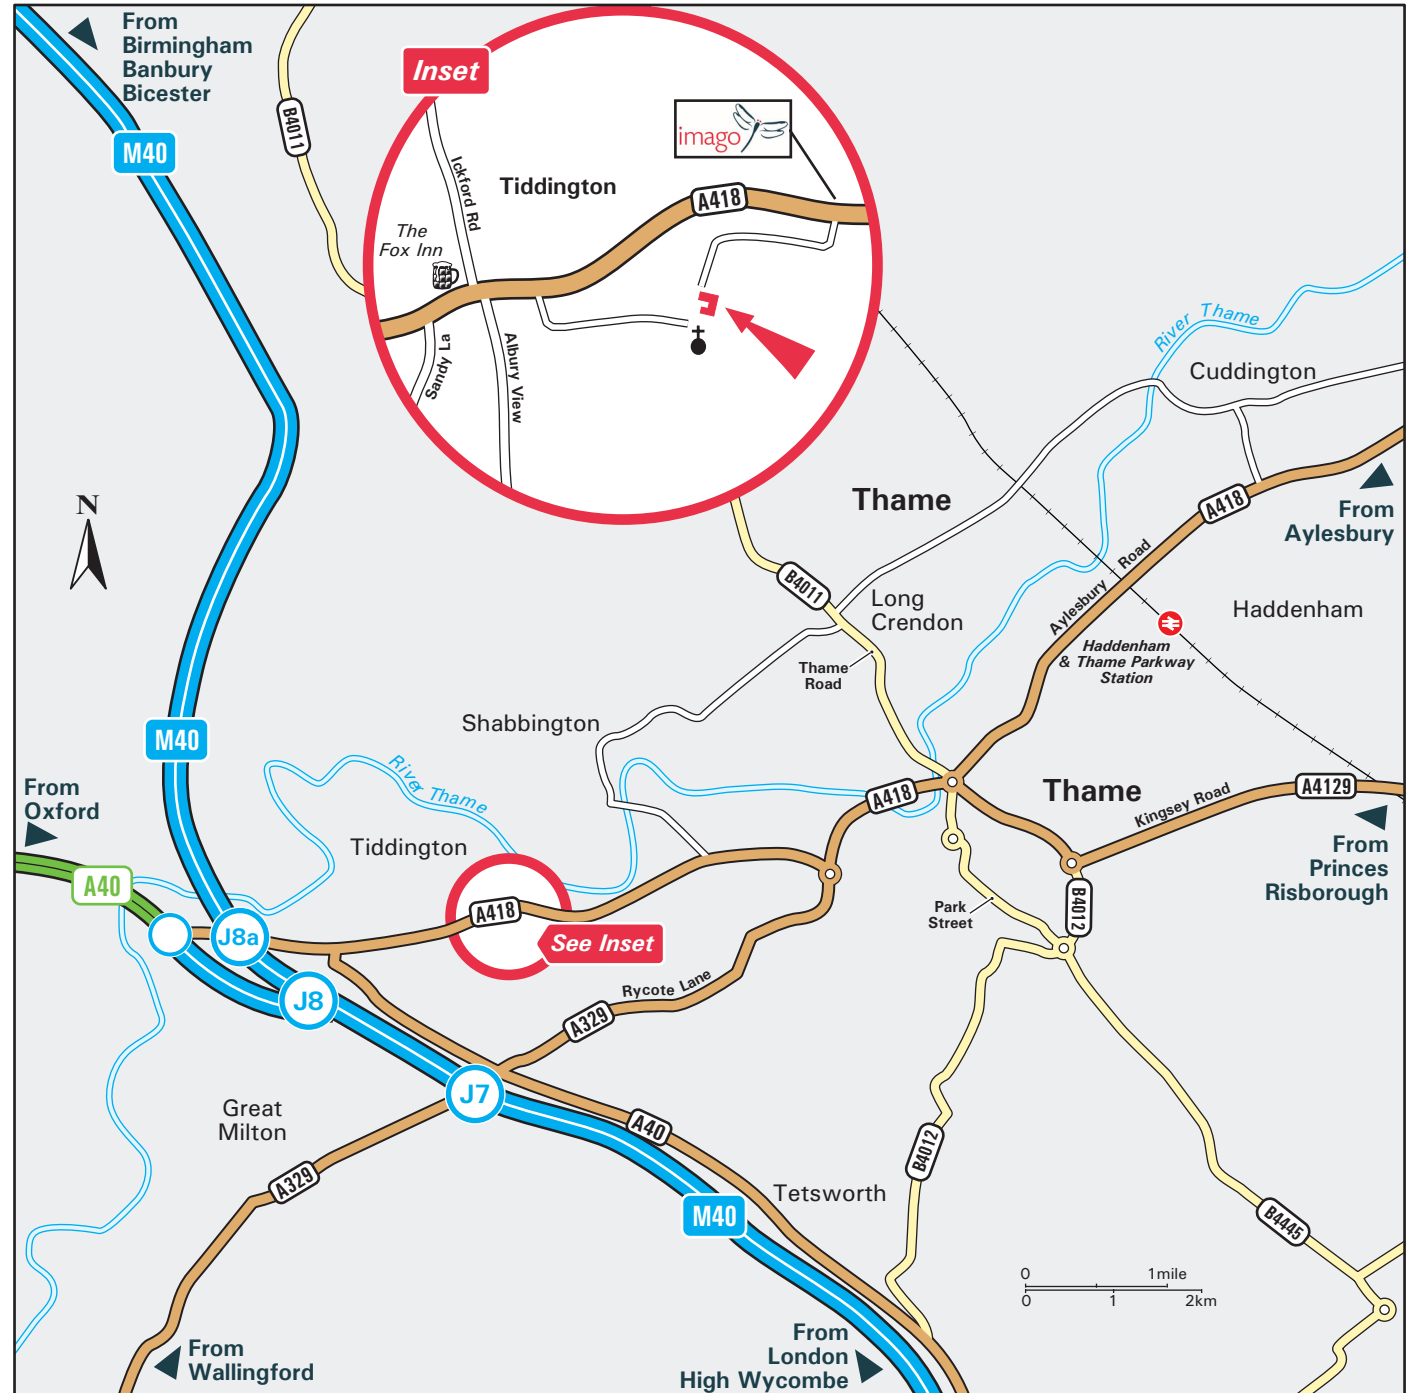 From
Birmingham
Banbury
Bicester
M40
B4011
Inset
imago
Ickford Rd
Tiddington
A418
The
Fox Inn
Sandy La
Albury View
River Thame
Cuddington
N
Thame
A418
From
Aylesbury
B4011
Long
Crendon
Aylesbury Road
Haddenham
Haddenham
& Thame Parkway
Station
Thame
Road
Shabbington
M40
River Thame
From
Oxford
A418
Thame
Kingsey Road
A4129
From
Princes
Risborough
Tiddington
A40
A418
See Inset
Park
Street
B4012
J8a
J8
Rycote Lane
A329
J7
Great
Milton
A40
B4012
A329
Tetsworth
M40
B4445
0 1mile
0 1 2km
From
Wallingford
From
London
High Wycombe